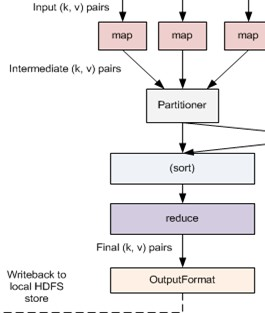 Input (k, v) pairs
map map map
Intermediate (k, v) pairs
Partitioner
(sort)
reduce
Final (k, v) pairs
Writeback to
local HDFS
store
OutputFormat